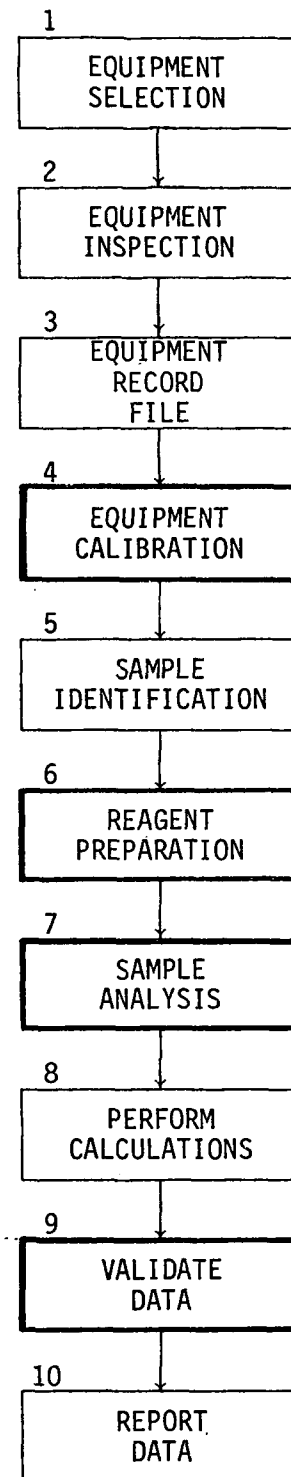 1
EQUIPMENT
SELECTION
2
EQUIPMENT
INSPECTION
3
EQUIPMENT
RECORD
FILE
4
EQUIPMENT
CALIBRATION
5
SAMPLE
IDENTIFICATION
6
REAGENT
PREPARATION
7
SAMPLE
ANALYSIS
8
PERFORM
CALCULATIONS
9
VALIDATE
DATA
10
REPORT
DATA